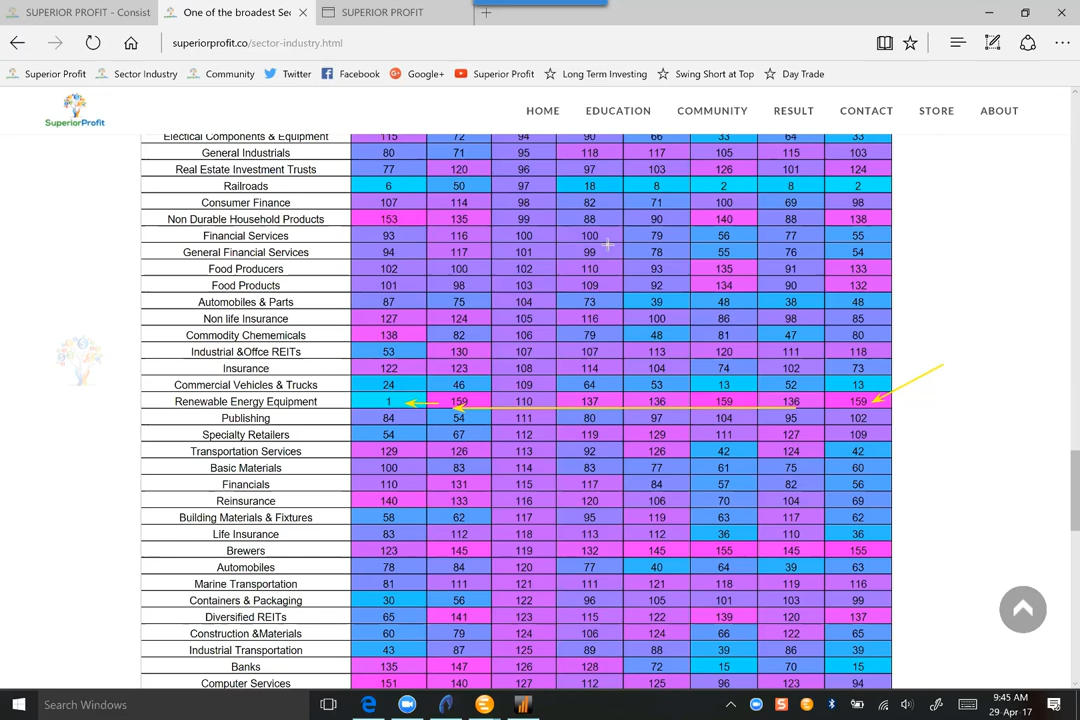 SUPERIOR PROFIT - Consist
One of the broadest Sec
SUPERIOR PROFIT
superiorprofit.co/sector-industry.html
Superior Profit Sector Industry Community Twitter Facebook Google+ Superior Profit Long Term Investing Swing Short at Top Day Trade
SuperiorProfit
HOME EDUCATION COMMUNITY RESULT CONTACT STORE ABOUT
Electical Components & Equipment 115 72 94 90 66 33 64 33
General Industrials 80 71 95 118 117 105 115 103
Real Estate Investment Trusts 77 120 96 97 103 126 101 124
Railroads 6 50 97 18 8 2 8 2
Consumer Finance 107 114 98 82 71 100 69 98
Non Durable Household Products 153 135 99 88 90 140 88 138
Financial Services 93 116 100 100 79 56 77 55
General Financial Services 94 117 101 99 78 55 76 54
Food Producers 102 100 102 110 93 135 91 133
Food Products 101 98 103 109 92 134 90 132
Automobiles & Parts 87 75 104 73 39 48 38 48
Non life Insurance 127 124 105 116 100 86 98 85
Commodity Chememicals 138 82 106 79 48 81 47 80
Industrial &Offce REITs 53 130 107 107 113 120 111 118
Insurance 122 123 108 114 104 74 102 73
Commercial Vehicles & Trucks 24 46 109 64 53 13 52 13
Renewable Energy Equipment 1 159 110 137 136 159 136 159
Publishing 84 54 111 80 97 104 95 102
Specialty Retailers 54 67 112 119 129 111 127 109
Transportation Services 129 126 113 92 126 42 124 42
Basic Materials 100 83 114 83 77 61 75 60
Financials 110 131 115 117 84 57 82 56
Reinsurance 140 133 116 120 106 70 104 69
Building Materials & Fixtures 58 62 117 95 119 63 117 62
Life Insurance 83 112 118 113 112 36 110 36
Brewers 123 145 119 132 145 155 145 155
Automobiles 78 84 120 77 40 64 39 63
Marine Transportation 81 111 121 111 121 118 119 116
Containers & Packaging 30 56 122 96 105 101 103 99
Diversified REITs 65 141 123 115 122 139 120 137
Construction &Materials 60 79 124 106 124 66 122 65
Industrial Transportation 43 87 125 89 88 39 86 39
Banks 135 147 126 128 72 15 70 15
Computer Services 151 140 127 112 125 96 123 94
Search Windows
9:45 AM
29-Apr-17